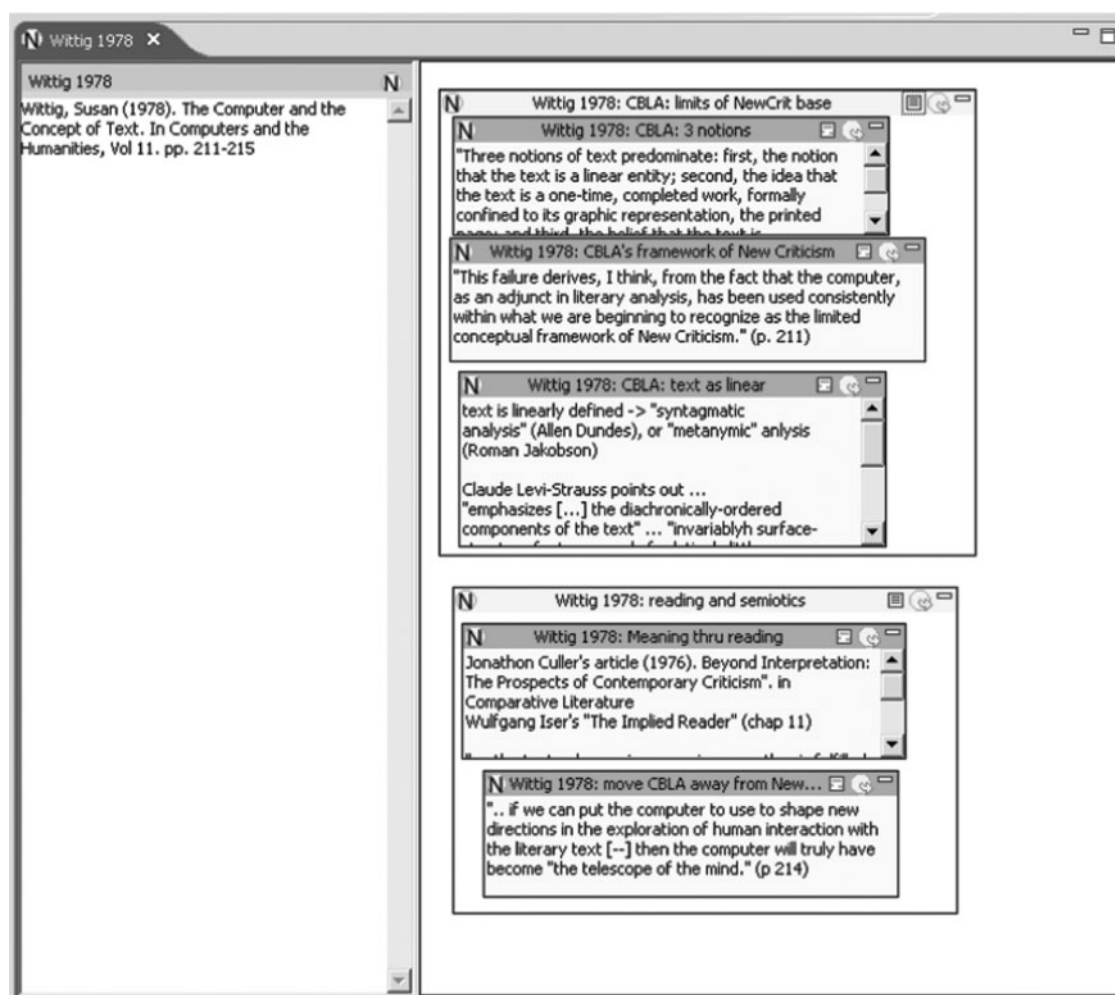 Wittig 1978
Wittig 1978
Wittig, Susan (1978). The Computer and the
Concept of Text. In Computers and the
Humanities, Vol 11. pp. 211-215
Wittig 1978: CBLA: limits of NewCrit base
Wittig 1978: CBLA: 3 notions
"Three notions of text predominate: first, the notion
that the text is a linear entity; second, the idea that
the text is a one-time, completed work, formally
confined to its graphic representation, the printed
page; and third, the belief that the text is
Wittig 1978: CBLA's framework of New Criticism
"This failure derives, I think, from the fact that the computer,
as an adjunct in literary analysis, has been used consistently
within what we are beginning to recognize as the limited
conceptual framework of New Criticism." (p. 211)
Wittig 1978: CBLA: text as linear
text is linearly defined -> "syntagmatic
analysis" (Allen Dundes), or "metanymic" anlysis
(Roman Jakobson)
Claude Levi-Strauss points out ...
"emphasizes [...] the diachronically-ordered
components of the text" ... "invariablyh surface-
Wittig 1978: reading and semiotics
Wittig 1978: Meaning thru reading
Jonathon Culler's article (1976). Beyond Interpretation:
The Prospects of Contemporary Criticism". in
Comparative Literature
Wulfgang Iser's "The Implied Reader" (chap 11)
Wittig 1978: move CBLA away from New...
".. if we can put the computer to use to shape new
directions in the exploration of human interaction with
the literary text [--] then the computer will truly have
become "the telescope of the mind." (p 214)